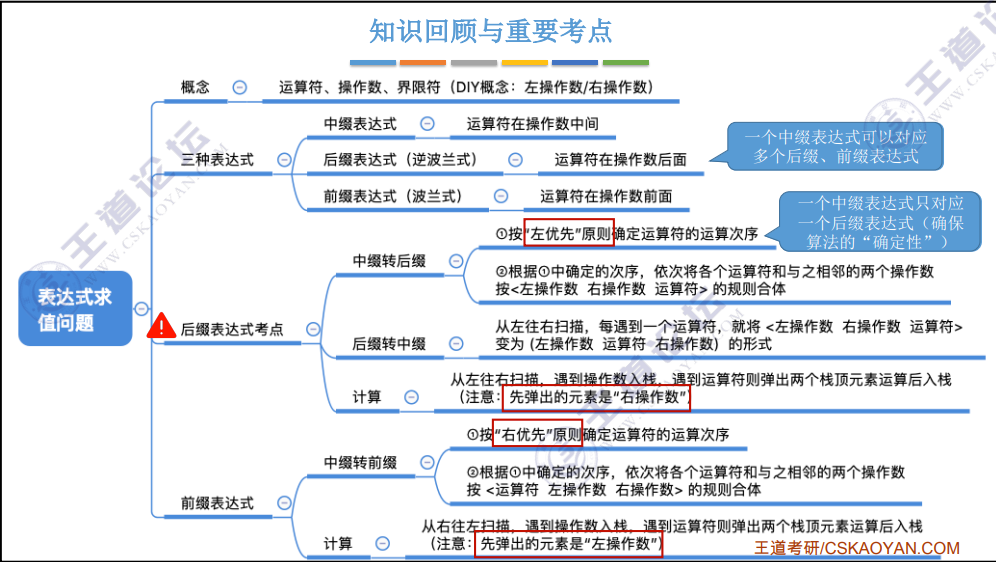 知识回顾与重要考点
概念
运算符、操作数、界限符（DIY概念：左操作数/右操作数）
三种表达式
中缀表达式
运算符在操作数中间
后缀表达式（逆波兰式）
运算符在操作数后面
前缀表达式（波兰式）
运算符在操作数前面
一个中缀表达式可以对应
多个后缀、前缀表达式
表达式求
值问题
后缀表达式考点
中缀转后缀
①按“左优先”原则确定运算符的运算次序
一个中缀表达式只对应
一个后缀表达式（确保
算法的“确定性”）
②根据①中确定的次序，依次将各个运算符和与之相邻的两个操作数
按<左操作数 右操作数 运算符> 的规则合体
后缀转中缀
从左往右扫描，每遇到一个运算符，就将 <左操作数 右操作数 运算符>
变为 (左操作数 运算符 右操作数) 的形式
计算
从左往右扫描，遇到操作数入栈，遇到运算符则弹出两个栈顶元素运算后入栈
（注意：先弹出的元素是“右操作数”）
前缀表达式
中缀转前缀
①按“右优先”原则确定运算符的运算次序
②根据①中确定的次序，依次将各个运算符和与之相邻的两个操作数
按 <运算符 左操作数 右操作数> 的规则合体
计算
从右往左扫描，遇到操作数入栈，遇到运算符则弹出两个栈顶元素运算后入栈
（注意：先弹出的元素是“左操作数”）
王道考研/CSKAOYAN.COM
王道论坛
WWW.CSKAOYAN.COM